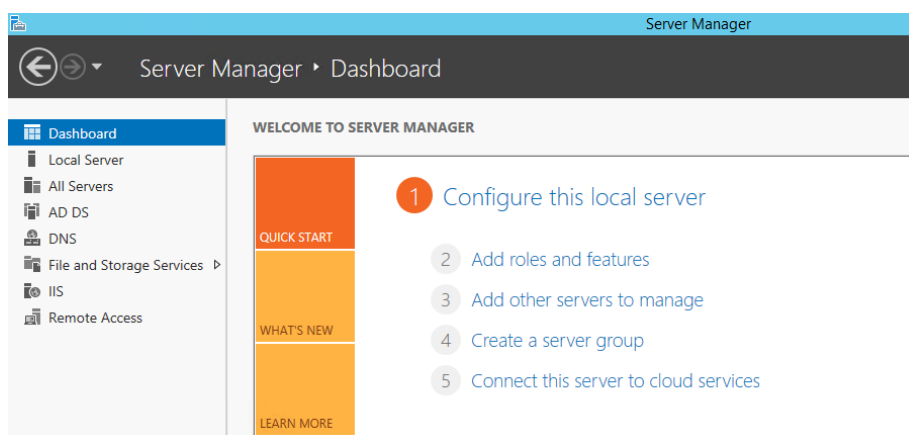 Server Manager
Server Manager • Dashboard
Dashboard
Local Server
All Servers
AD DS
DNS
File and Storage Services
IIS
Remote Access
WELCOME TO SERVER MANAGER
QUICK START
WHAT'S NEW
LEARN MORE
1 Configure this local server
2 Add roles and features
3 Add other servers to manage
4 Create a server group
5 Connect this server to cloud services